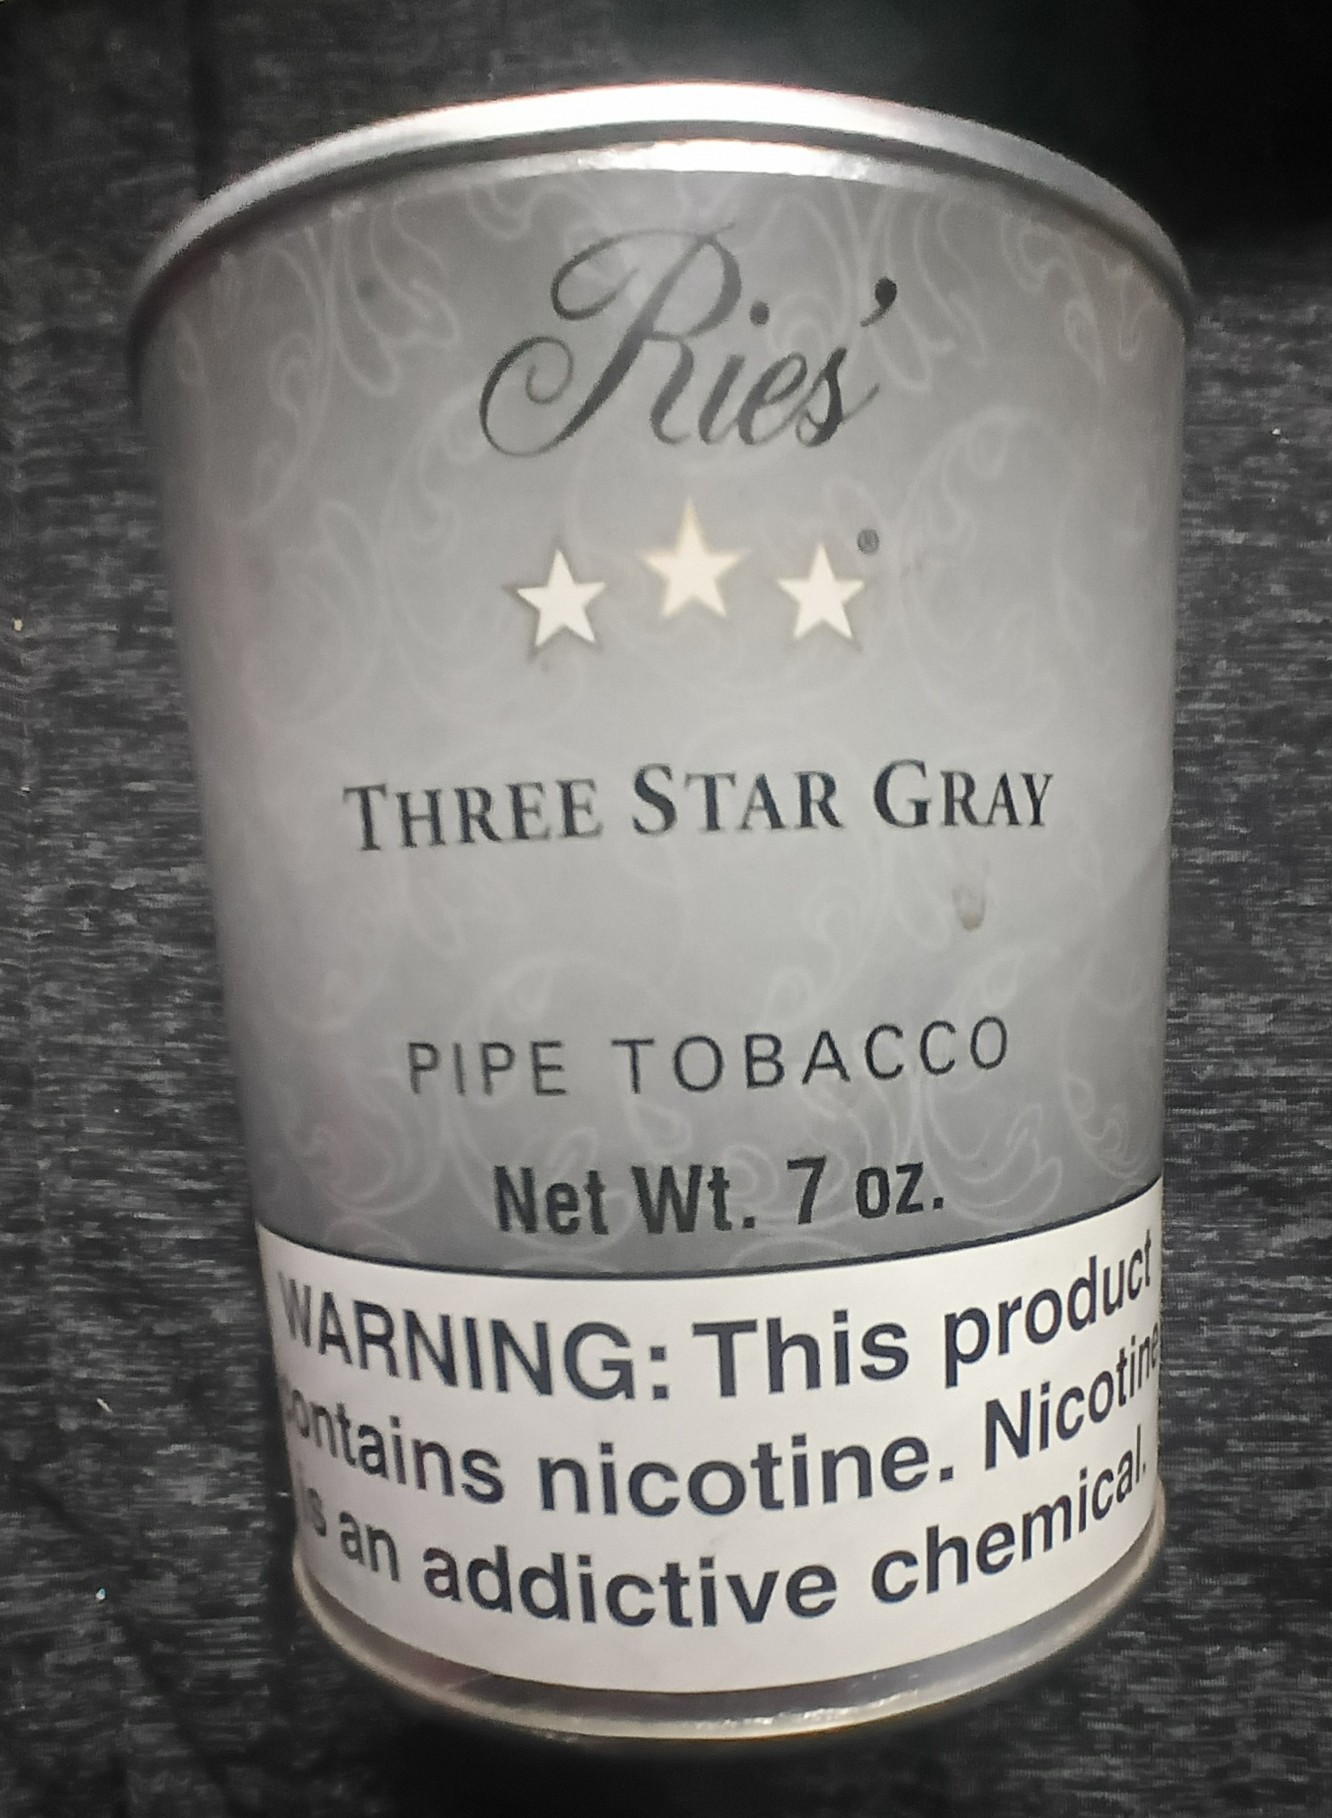 Ries'
®
THREE STAR GRAY
PIPE TOBACCO
Net Wt. 7 oz.
WARNING: This product
contains nicotine. Nicotine
is an addictive chemical.